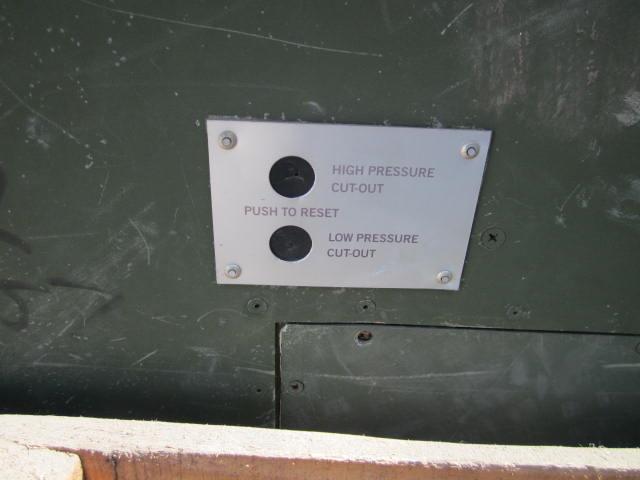 HIGH PRESSURE
CUT-OUT
PUSH TO RESET
LOW PRESSURE
CUT-OUT